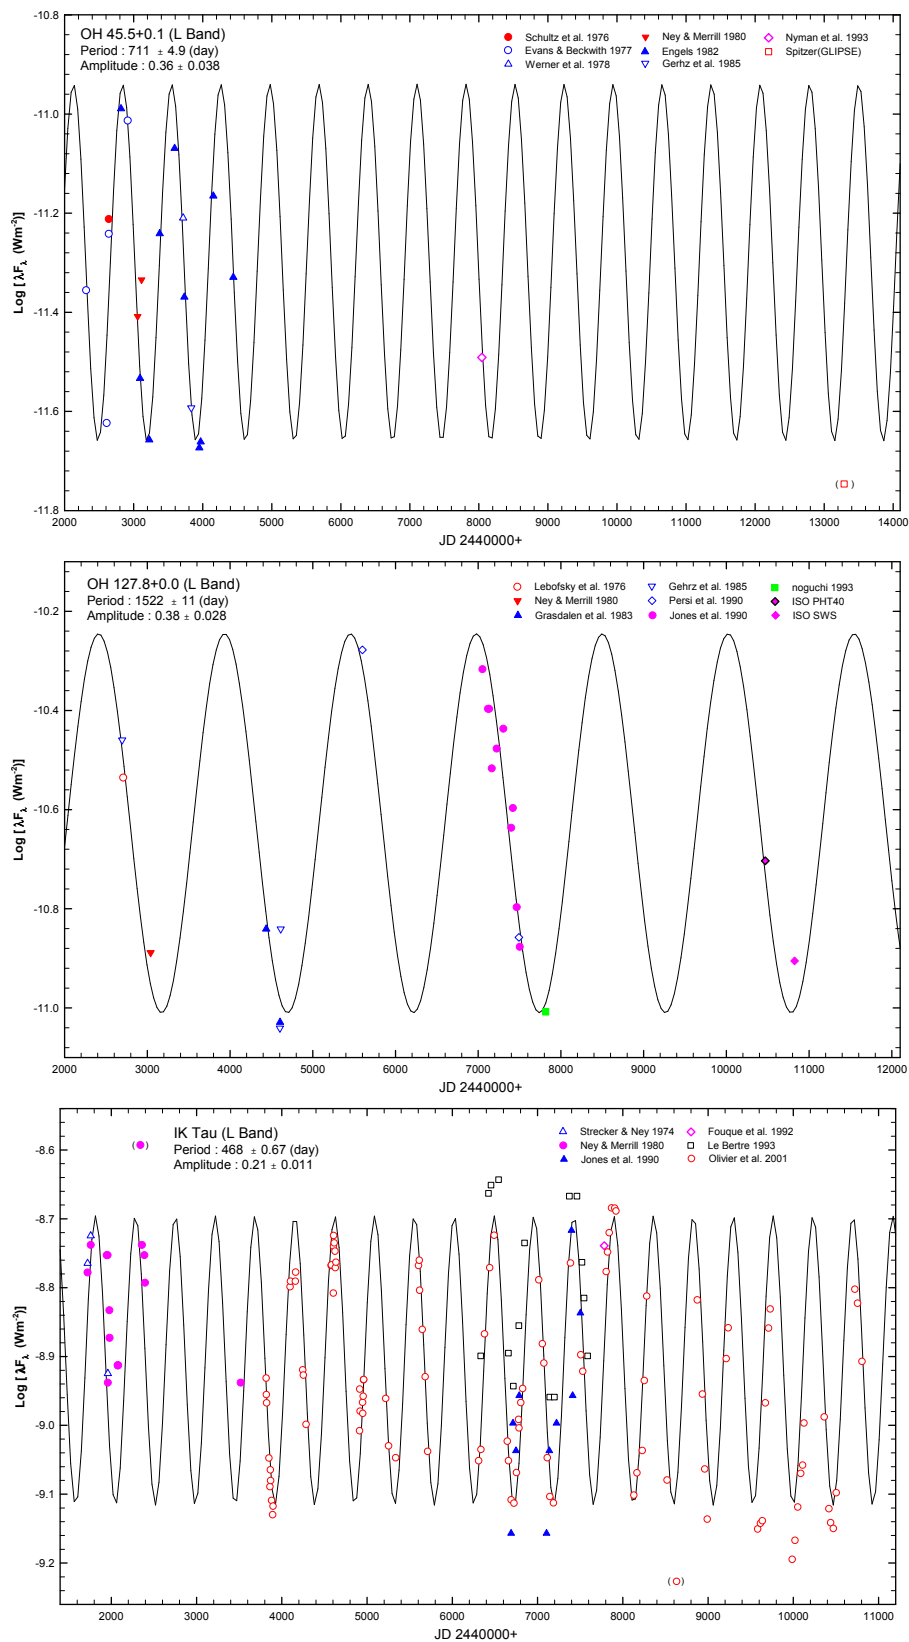 OH 45.5+0.1 (L Band)
Period : 711 ± 4.9 (day)
Amplitude : 0.36 ± 0.038
Schultz et al. 1976
Evans & Beckwith 1977
Werner et al. 1978
Ney & Merrill 1980
Engels 1982
Gerhz et al. 1985
Nyman et al. 1993
Spitzer(GLIPSE)
Log [ λFλ (Wm-2)]
-10.8
-11.0
-11.2
-11.4
-11.6
-11.8
( )
2000 3000 4000 5000 6000 7000 8000 9000 10000 11000 12000 13000 14000
JD 2440000+
OH 127.8+0.0 (L Band)
Period : 1522 ± 11 (day)
Amplitude : 0.38 ± 0.028
Lebofsky et al. 1976
Ney & Merrill 1980
Grasdalen et al. 1983
Gehrz et al. 1985
Persi et al. 1990
Jones et al. 1990
noguchi 1993
ISO PHT40
ISO SWS
Log [ λFλ (Wm-2)]
-10.2
-10.4
-10.6
-10.8
-11.0
2000 3000 4000 5000 6000 7000 8000 9000 10000 11000 12000
JD 2440000+
IK Tau (L Band)
Period : 468 ± 0.67 (day)
Amplitude : 0.21 ± 0.011
( )
Strecker & Ney 1974
Ney & Merrill 1980
Jones et al. 1990
Fouque et al. 1992
Le Bertre 1993
Olivier et al. 2001
Log [ λFλ (Wm-2)]
-8.6
-8.7
-8.8
-8.9
-9.0
-9.1
-9.2
( )
2000 3000 4000 5000 6000 7000 8000 9000 10000 11000
JD 2440000+